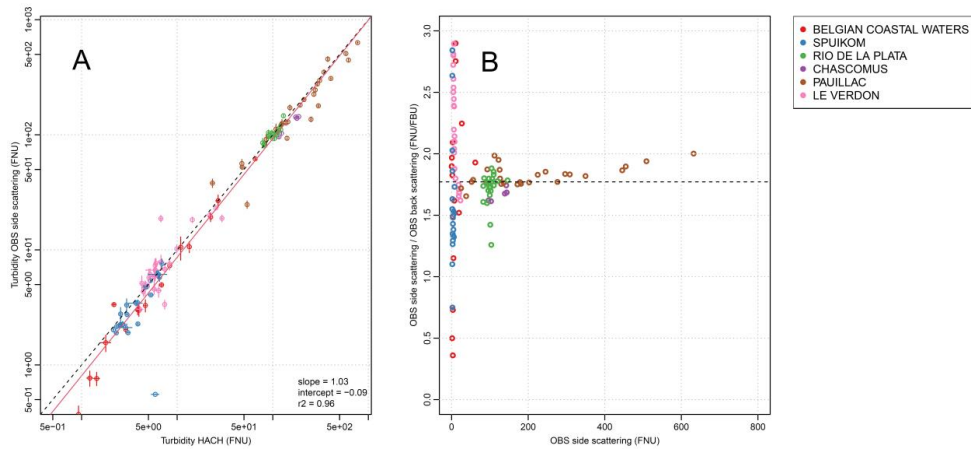 A
Turbidity OBS side scattering (FNU)
1e+03
5e+02
1e+02
5e+01
1e+01
5e+00
1e+00
5e-01
slope = 1.03
intercept = −0.09
r2 = 0.96
5e-01 5e+00 5e+01 5e+02
Turbidity HACH (FNU)
B
OBS side scattering / OBS back scattering (FNU/FBU)
3.0
2.5
2.0
1.5
1.0
0.5
0.0
0 200 400 600 800
OBS side scattering (FNU)
BELGIAN COASTAL WATERS
SPUIKOM
RIO DE LA PLATA
CHASCOMUS
PAUILLAC
LE VERDON